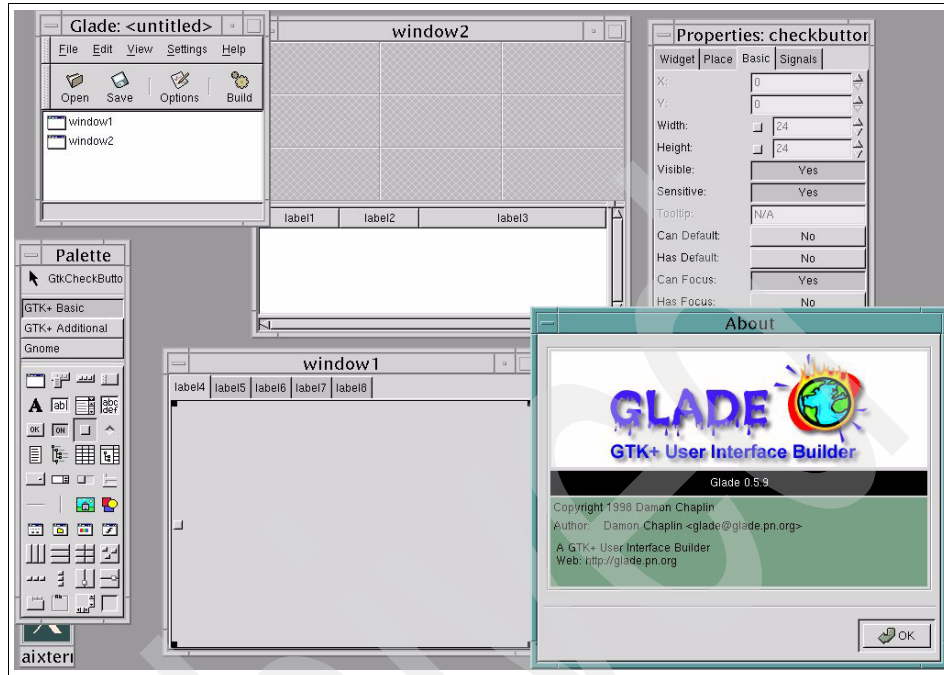 Glade: <untitled>
File Edit View Settings Help
Open Save Options Build
window1
window2
window2
label1 label2 label3
Properties: checkbutton
Widget Place Basic Signals
X: 0
Y: 0
Width: 24
Height: 24
Visible: Yes
Sensitive: Yes
Tooltip: N/A
Can Default: No
Has Default: No
Can Focus: Yes
Has Focus: No
Palette
GtkCheckButto
GTK+ Basic
GTK+ Additional
Gnome
A ab| abc def
OK ON
window1
label4 label5 label6 label7 label8
About
GLADE
GTK+ User Interface Builder
Glade 0.5.9
Copyright 1998 Damon Chaplin
Author: Damon Chaplin <glade@glade.pn.org>
A GTK+ User Interface Builder
Web: http://glade.pn.org
OK
aixter